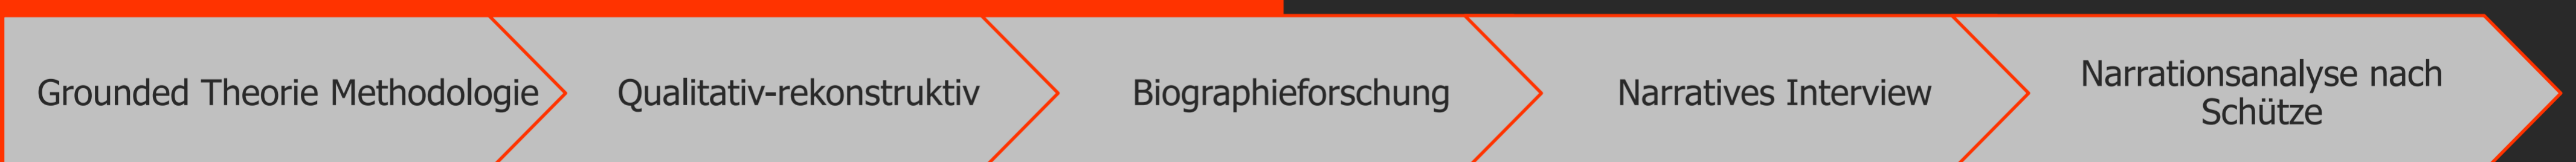 Grounded Theorie Methodologie
Qualitativ-rekonstruktiv
Biographieforschung
Narratives Interview
Narrationsanalyse nach
Schütze